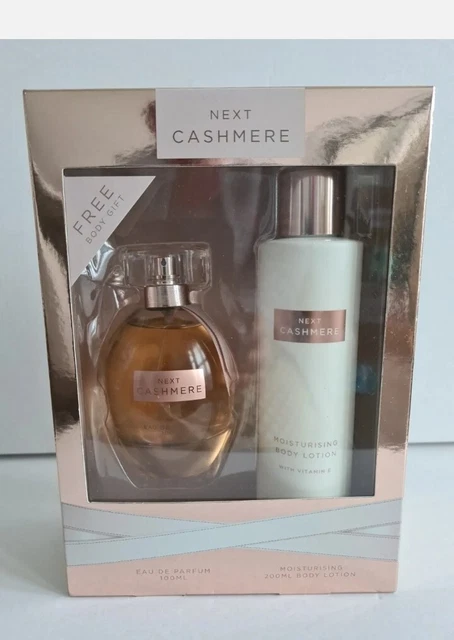 NEXT
CASHMERE
FREE
BODY GIFT
NEXT
CASHMERE
NEXT
CASHMERE
MOISTURISING
BODY LOTION
WITH VITAMIN E
EAU DE PARFUM
100ML
MOISTURISING
200ML BODY LOTION